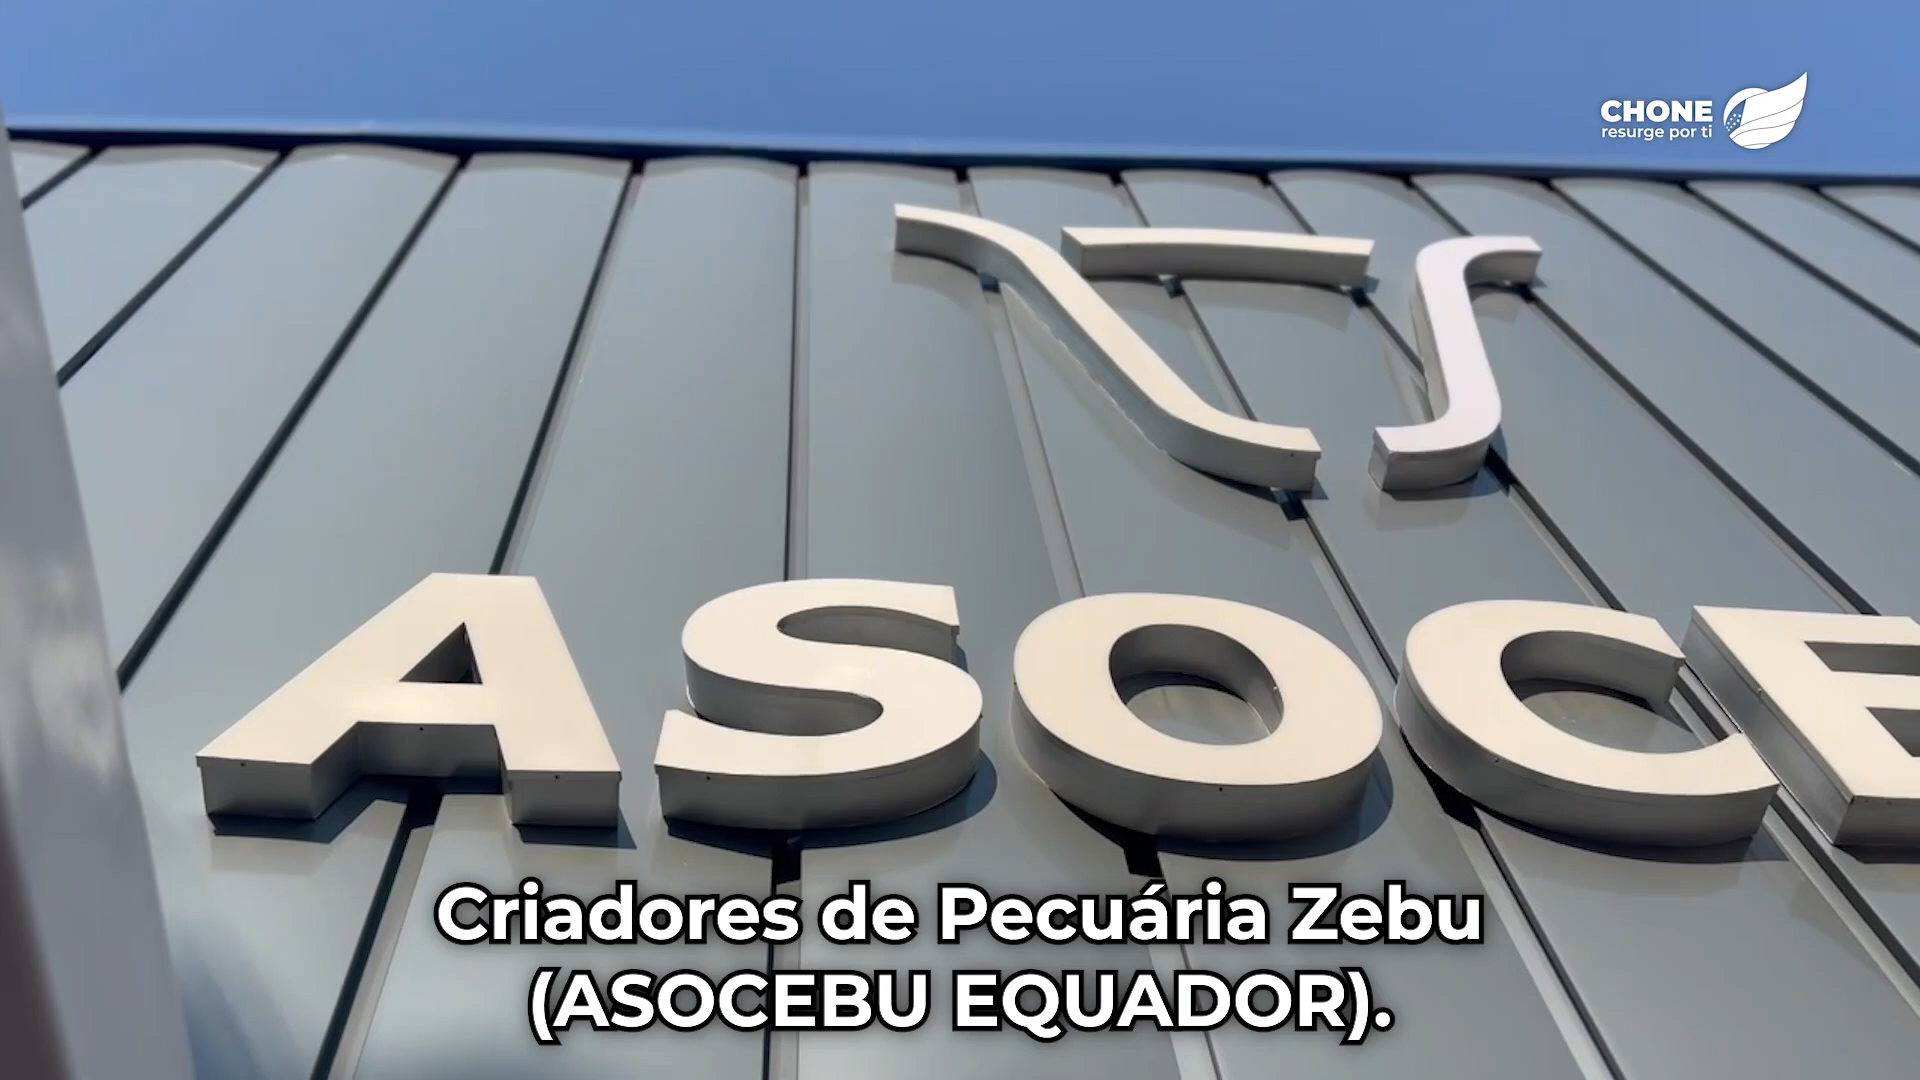 CHONE
resurge por ti
ASOCE
Criadores de Pecuária Zebu
(ASOCEBU EQUADOR).